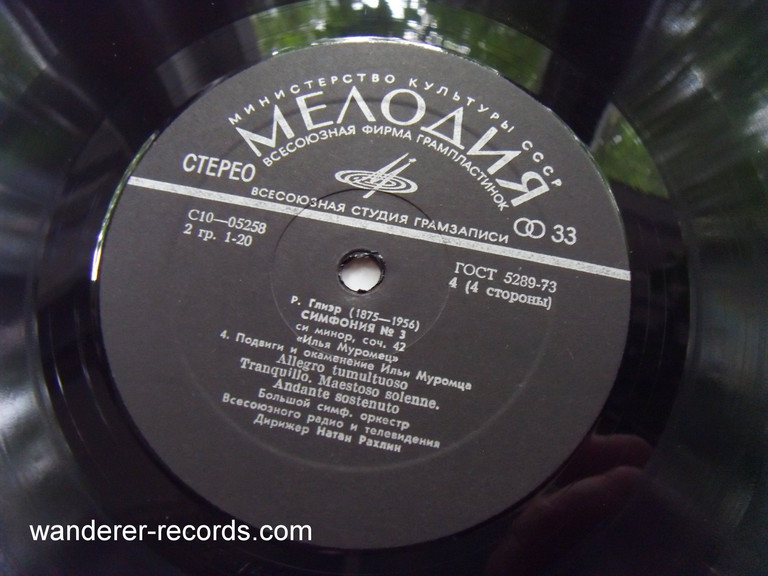 МИНИСТЕРСТВО КУЛЬТУРЫ СССР
МЕЛОДИЯ
ВСЕСОЮЗНАЯ ФИРМА ГРАМПЛАСТИНОК
СТЕРЕО
ВСЕСОЮЗНАЯ СТУДИЯ ГРАМЗАПИСИ
33
С10—05258
2 гр. 1-20
ГОСТ 5289-73
4 (4 стороны)
Р. Глиэр (1875—1956)
СИМФОНИЯ № 3
си минор, соч. 42
«Илья Муромец»
4. Подвиги и окаменение Ильи Муромца
Allegro tumultuoso
Tranquillo. Maestoso solenne.
Andante sostenuto
Большой симф. оркестр
Всесоюзного радио и телевидения
Дирижер Натан Рахлин
wanderer-records.com